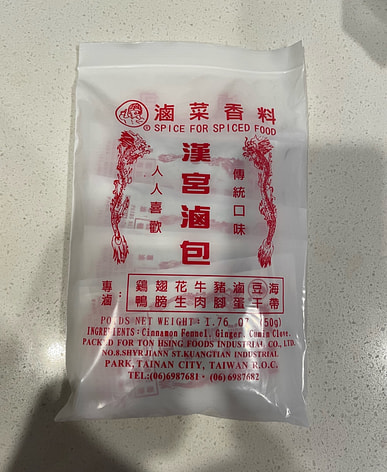 滷菜香料
® SPICE FOR SPICED FOOD
漢宮滷包
傳統口味
人人喜歡
專滷:
雞翅花牛豬滷豆海
鴨膀生肉腳蛋干帶
POIDS NET WEIGHT: 1.76 OZ (50g)
INGREDIENTS: Cinnamon Fennel, Ginger, Cumin Clove.
PACKED FOR TON HSING FOODS INDUSTRIAL CO., LTD.
NO.8.SHYR JIANN ST.KUANGTIAN INDUSTRIAL
PARK, TAINAN CITY, TAIWAN R.O.C.
TEL:(06)6987681 · (06)6987682